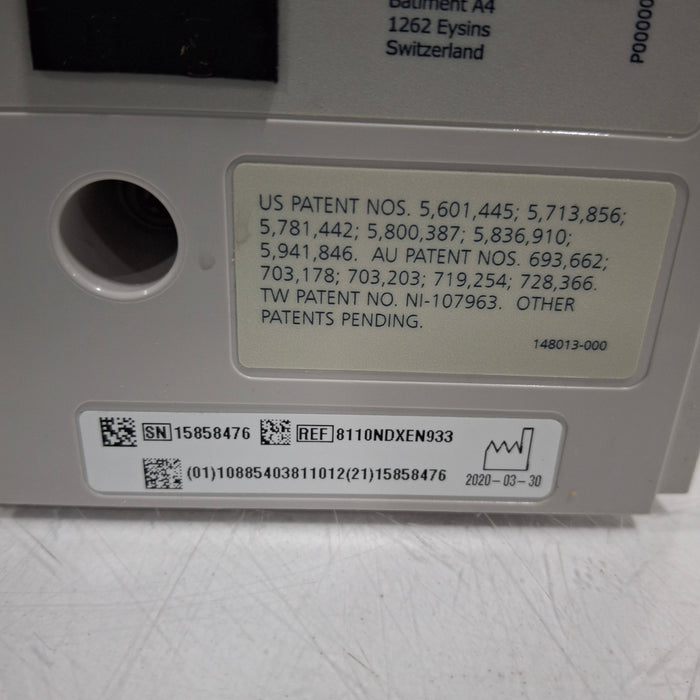 Batiment A4
1262 Eysins
Switzerland
P00000
US PATENT NOS. 5,601,445; 5,713,856;
5,781,442; 5,800,387; 5,836,910;
5,941,846. AU PATENT NOS. 693,662;
703,178; 703,203; 719,254; 728,366.
TW PATENT NO. NI-107963. OTHER
PATENTS PENDING.
148013-000
SN 15858476 REF 8110NDXEN933
(01)10885403811012(21)15858476
2020-03-30